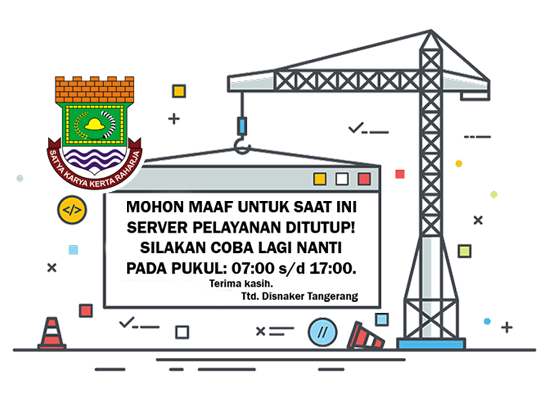 SATYA KARYA KERTA RAHARJA
MOHON MAAF UNTUK SAAT INI
SERVER PELAYANAN DITUTUP!
SILAKAN COBA LAGI NANTI
PADA PUKUL: 07:00 s/d 17:00.
Terima kasih.
Ttd. Disnaker Tangerang
</>
//